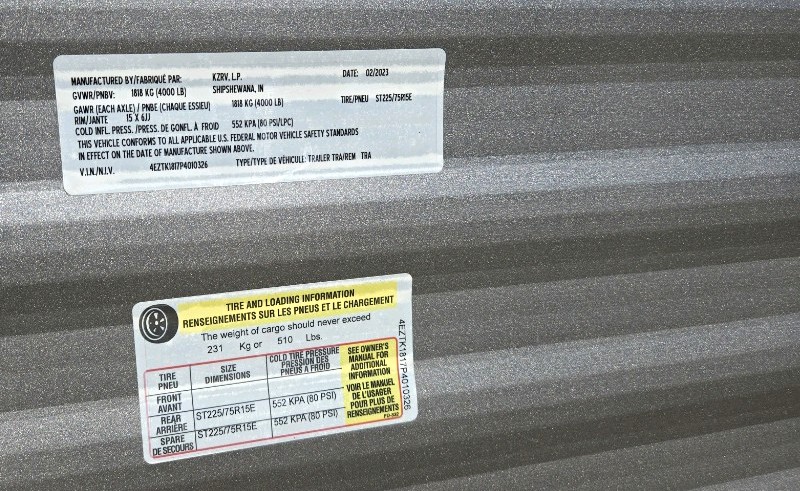 MANUFACTURED BY/FABRIQUÉ PAR: KZRV, L.P. DATE: 02/2023
GVWR/PNBV: 1818 KG (4000 LB) SHIPSHEWANA, IN
GAWR (EACH AXLE) / PNBE (CHAQUE ESSIEU) 1818 KG (4000 LB) TIRE/PNEU ST225/75R15E
RIM/JANTE 15 X 6JJ
COLD INFL. PRESS. /PRESS. DE GONFL. À FROID 552 KPA (80 PSI/LPC)
THIS VEHICLE CONFORMS TO ALL APPLICABLE U.S. FEDERAL MOTOR VEHICLE SAFETY STANDARDS
IN EFFECT ON THE DATE OF MANUFACTURE SHOWN ABOVE.
V.I.N./N.I.V. 4EZTK1817P4010326 TYPE/TYPE DE VÉHICULE: TRAILER TRA/REM TRA
TIRE AND LOADING INFORMATION
RENSEIGNEMENTS SUR LES PNEUS ET LE CHARGEMENT
The weight of cargo should never exceed
231 Kg or 510 Lbs.
TIRE
PNEU
SIZE
DIMENSIONS
COLD TIRE PRESSURE
PRESSION DES
PNEUS A FROID
FRONT
AVANT
REAR
ARRIÈRE
ST225/75R15E
552 KPA (80 PSI)
SPARE
DE SECOURS
ST225/75R15E
552 KPA (80 PSI)
SEE OWNER'S
MANUAL FOR
ADDITIONAL
INFORMATION
VOIR LE MANUEL
DE L'USAGER
POUR PLUS DE
RENSEIGNEMENTS
4EZTK1817P4010326